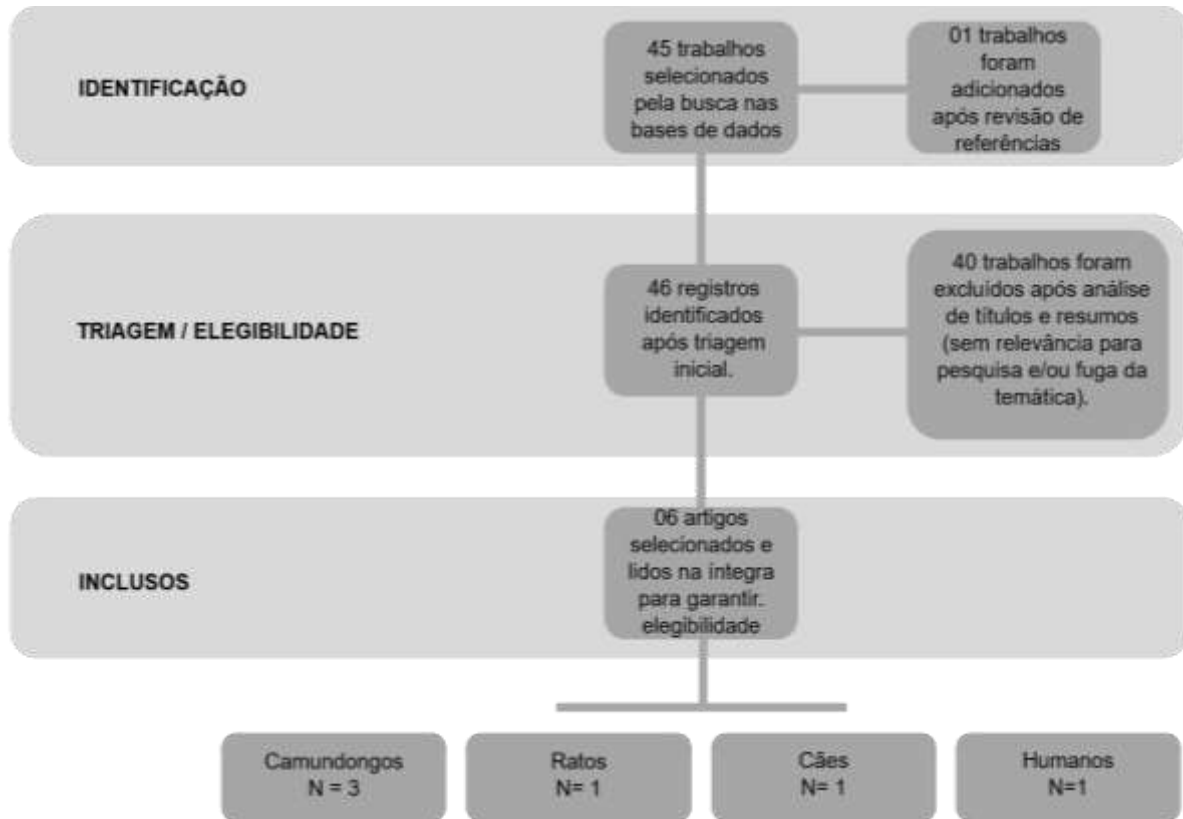 IDENTIFICAÇÃO
45 trabalhos
selecionados
pela busca nas
bases de dados
01 trabalhos
foram
adicionados
após revisão de
referências
TRIAGEM / ELEGIBILIDADE
46 registros
identificados
após triagem
inicial.
40 trabalhos foram
excluídos após análise
de títulos e resumos
(sem relevância para
pesquisa e/ou fuga da
temática).
INCLUSOS
06 artigos
selecionados e
lidos na íntegra
para garantir.
elegibilidade
Camundongos
N = 3
Ratos
N= 1
Cães
N= 1
Humanos
N=1